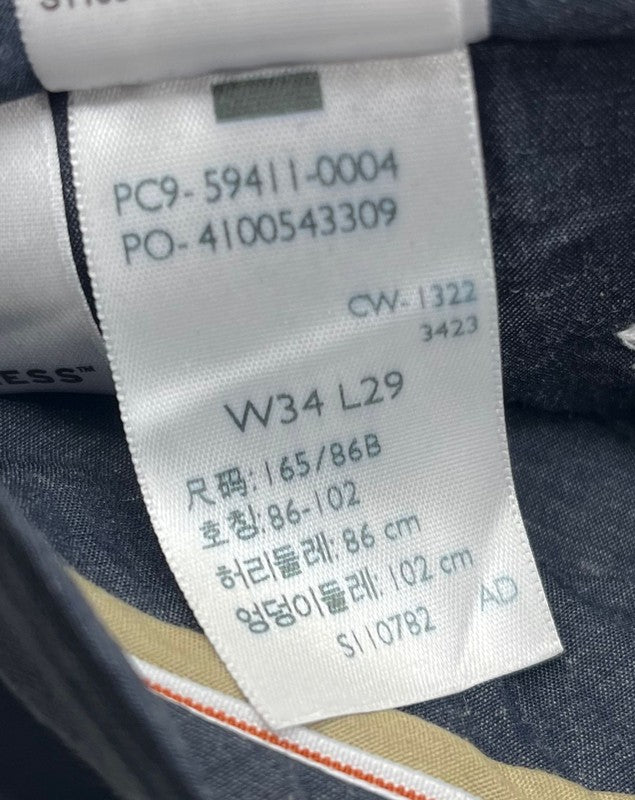 PC9-59411-0004
PO-4100543309
CW-1322
3423
ESS™
W34 L29
尺码:165/86B
호칭:86-102
허리둘레: 86 cm
엉덩이둘레: 102 cm
S110782 AD